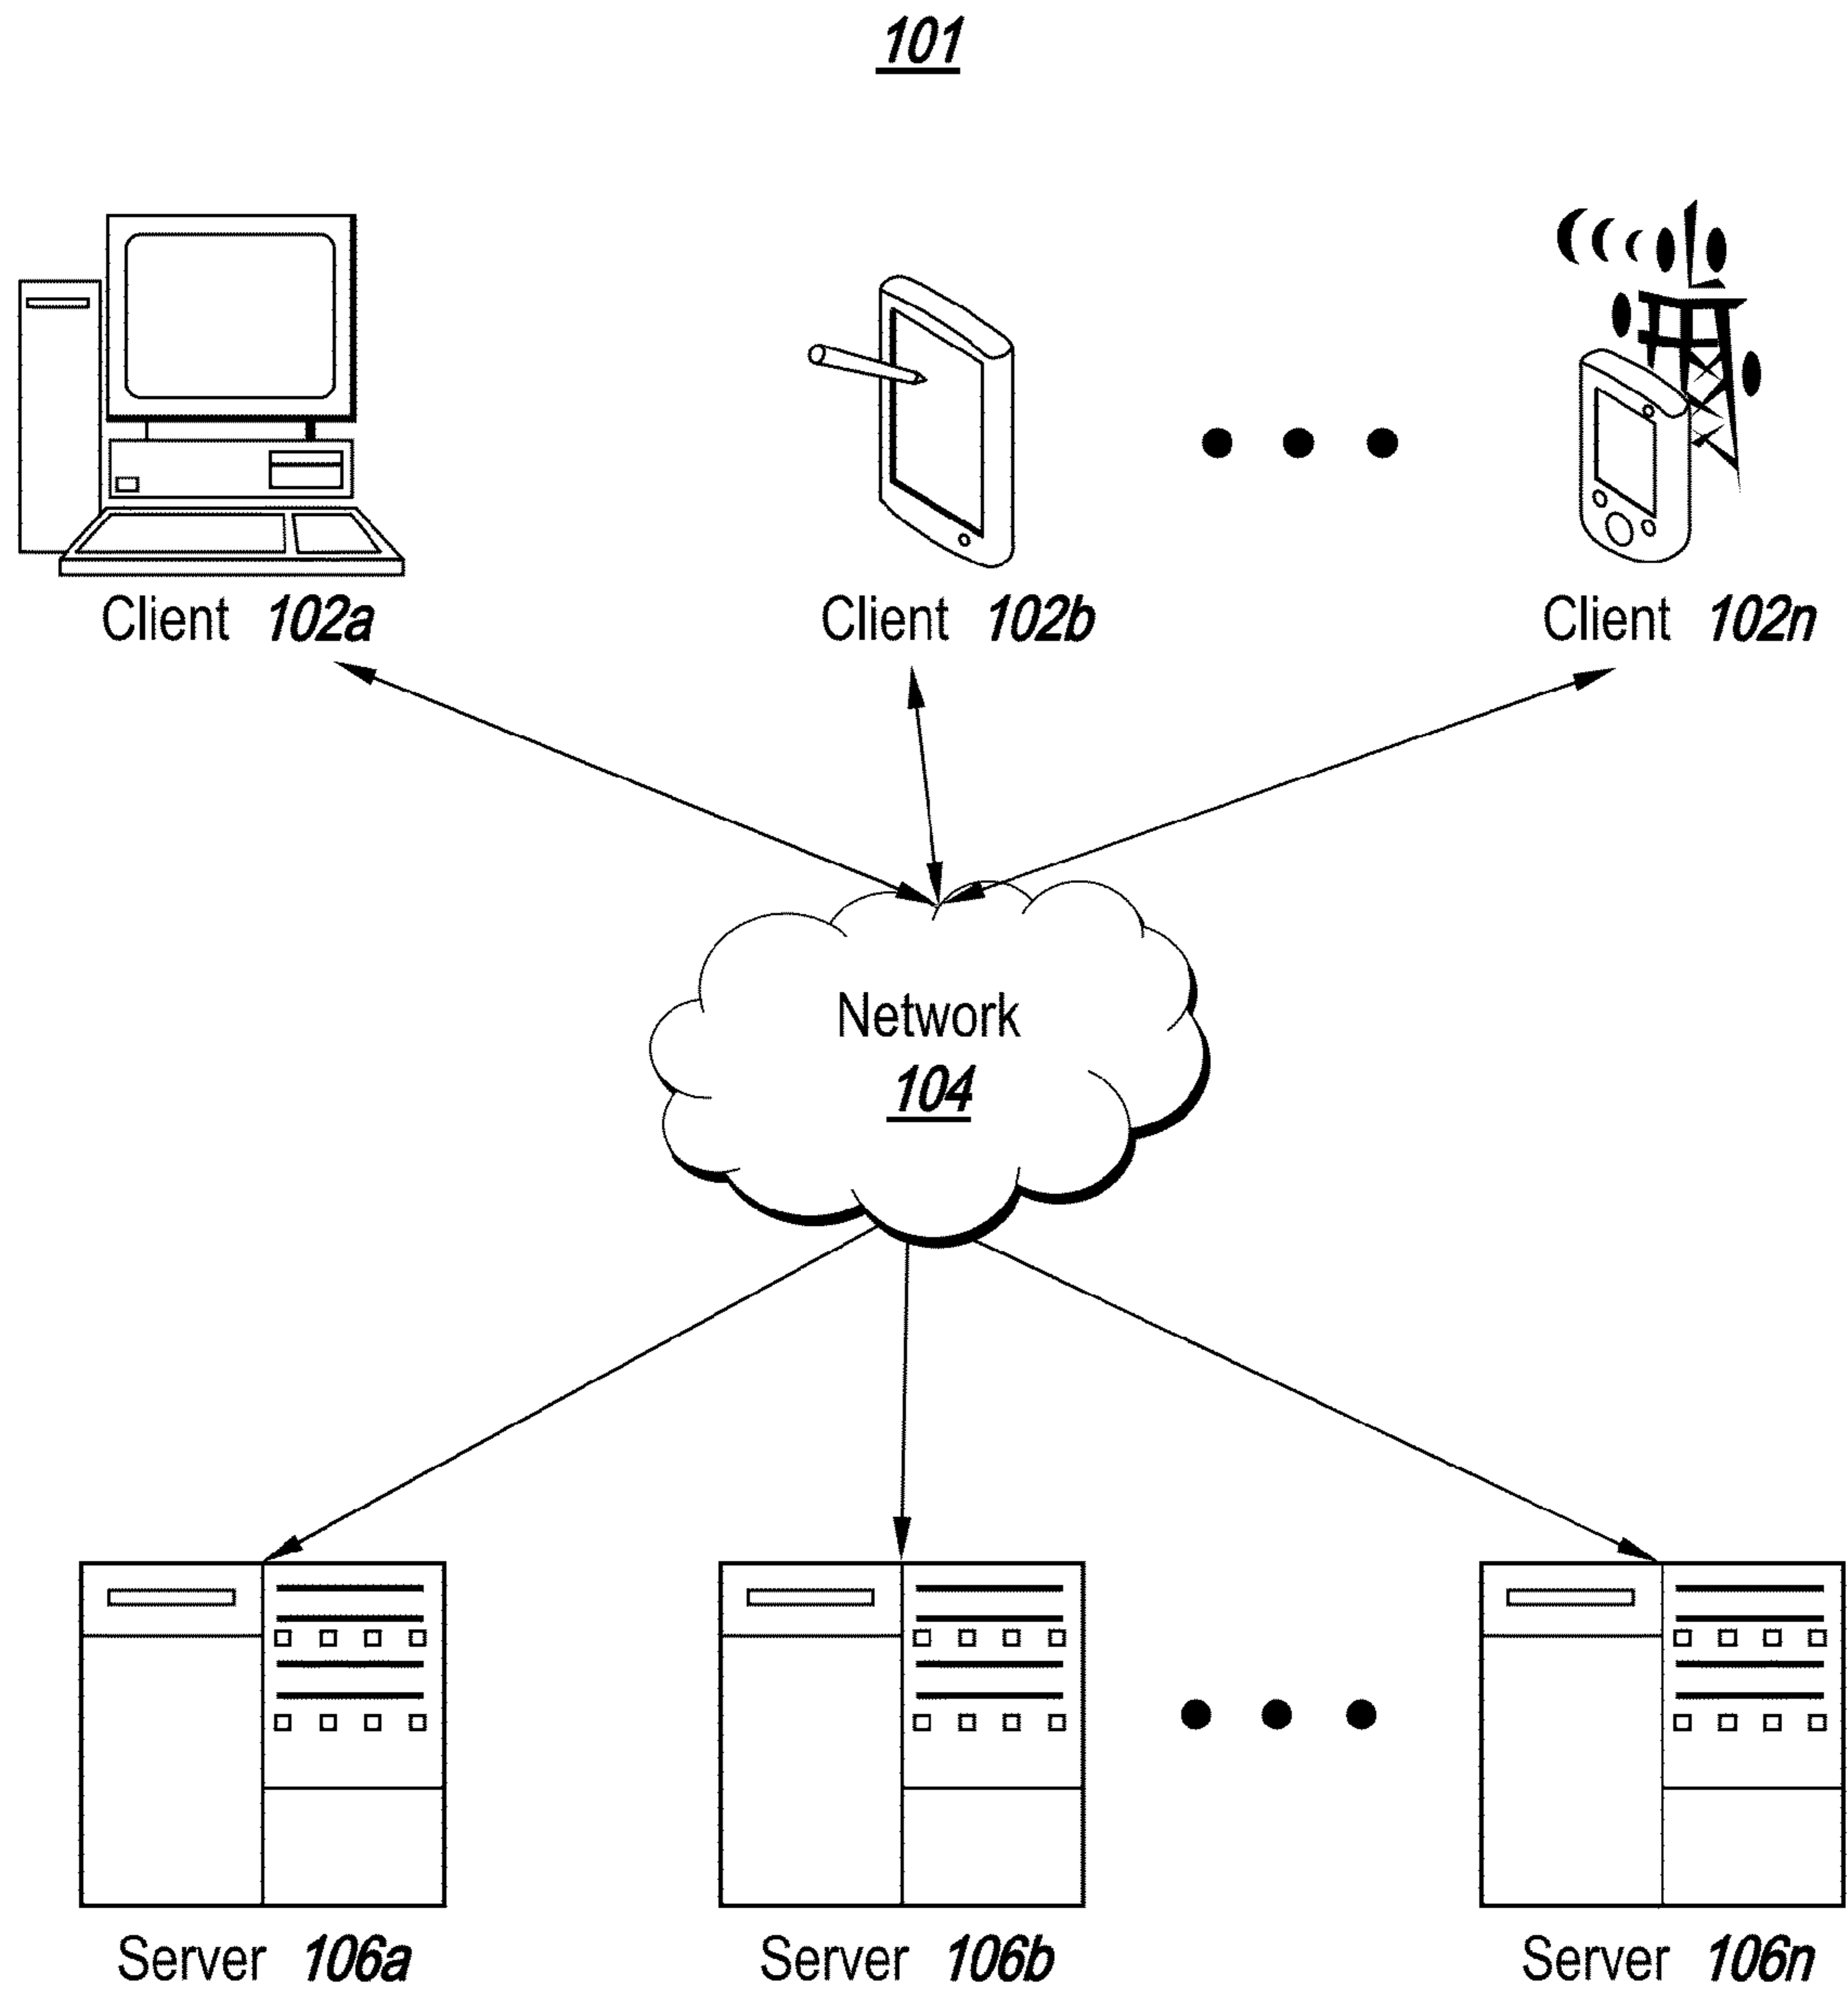 101
Client 102a
Client 102b
Client 102n
Network
104
Server 106a
Server 106b
Server 106n